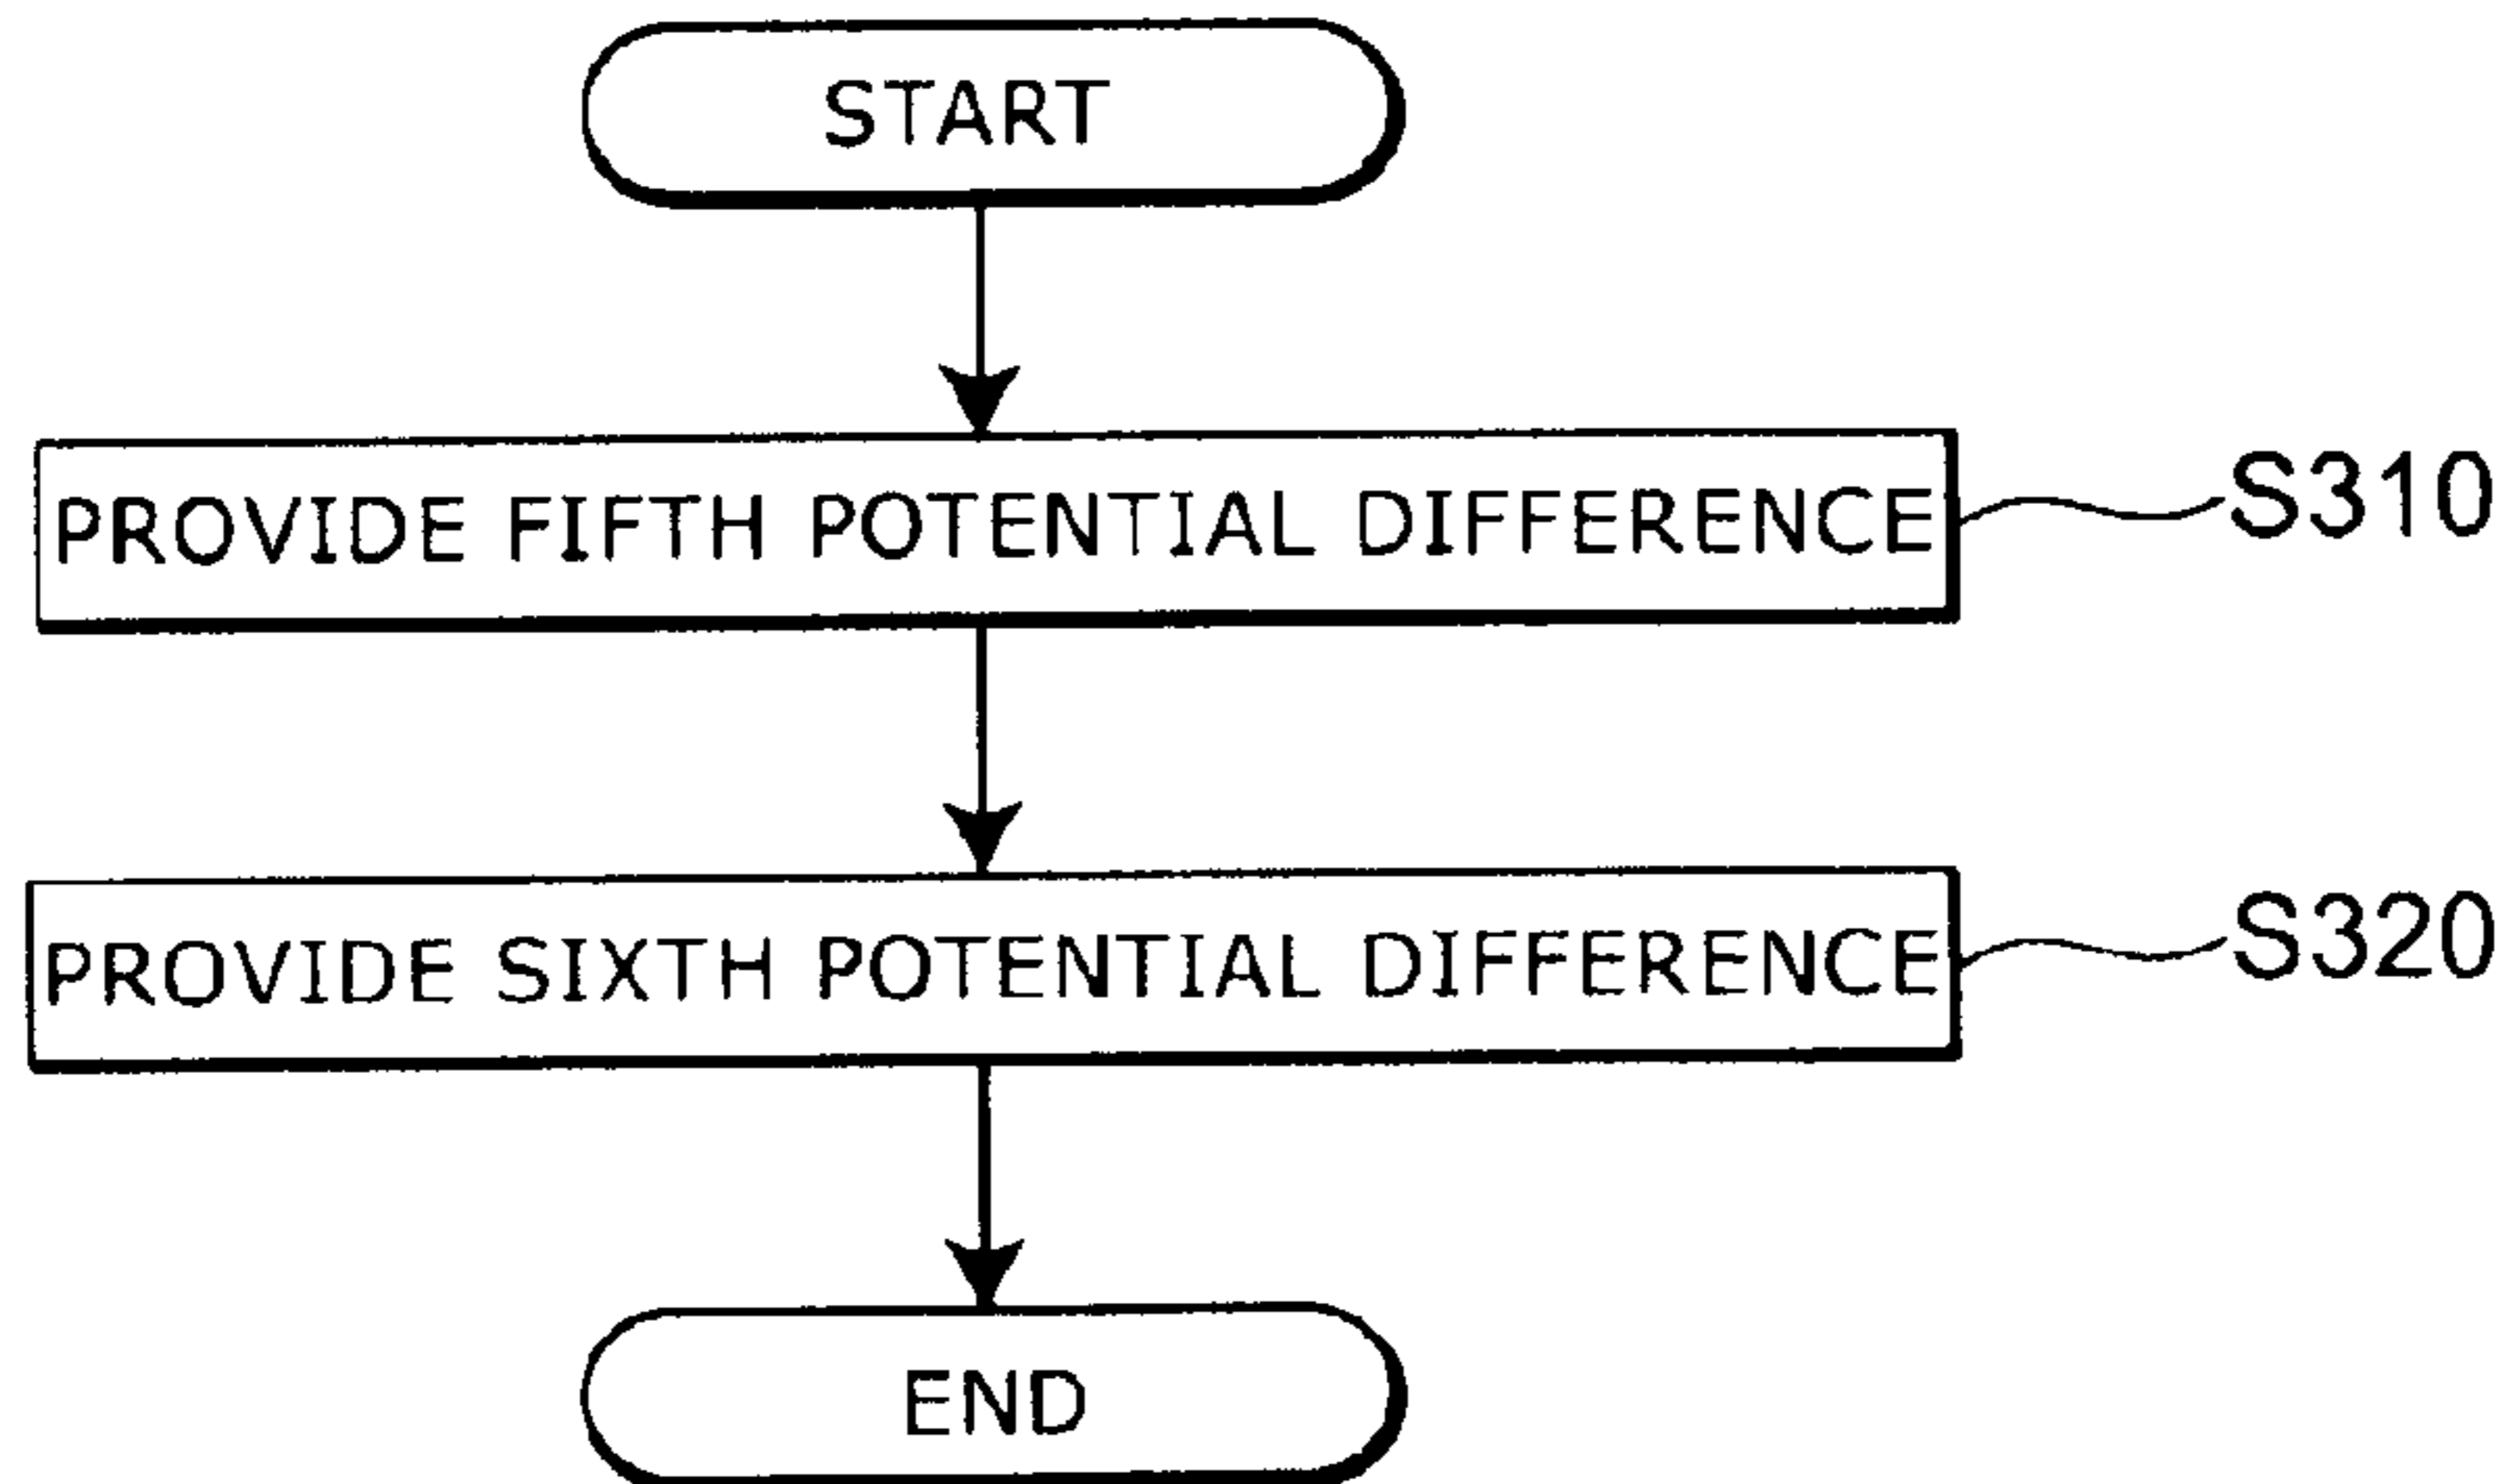 START
PROVIDE FIFTH POTENTIAL DIFFERENCE S310
PROVIDE SIXTH POTENTIAL DIFFERENCE S320
END